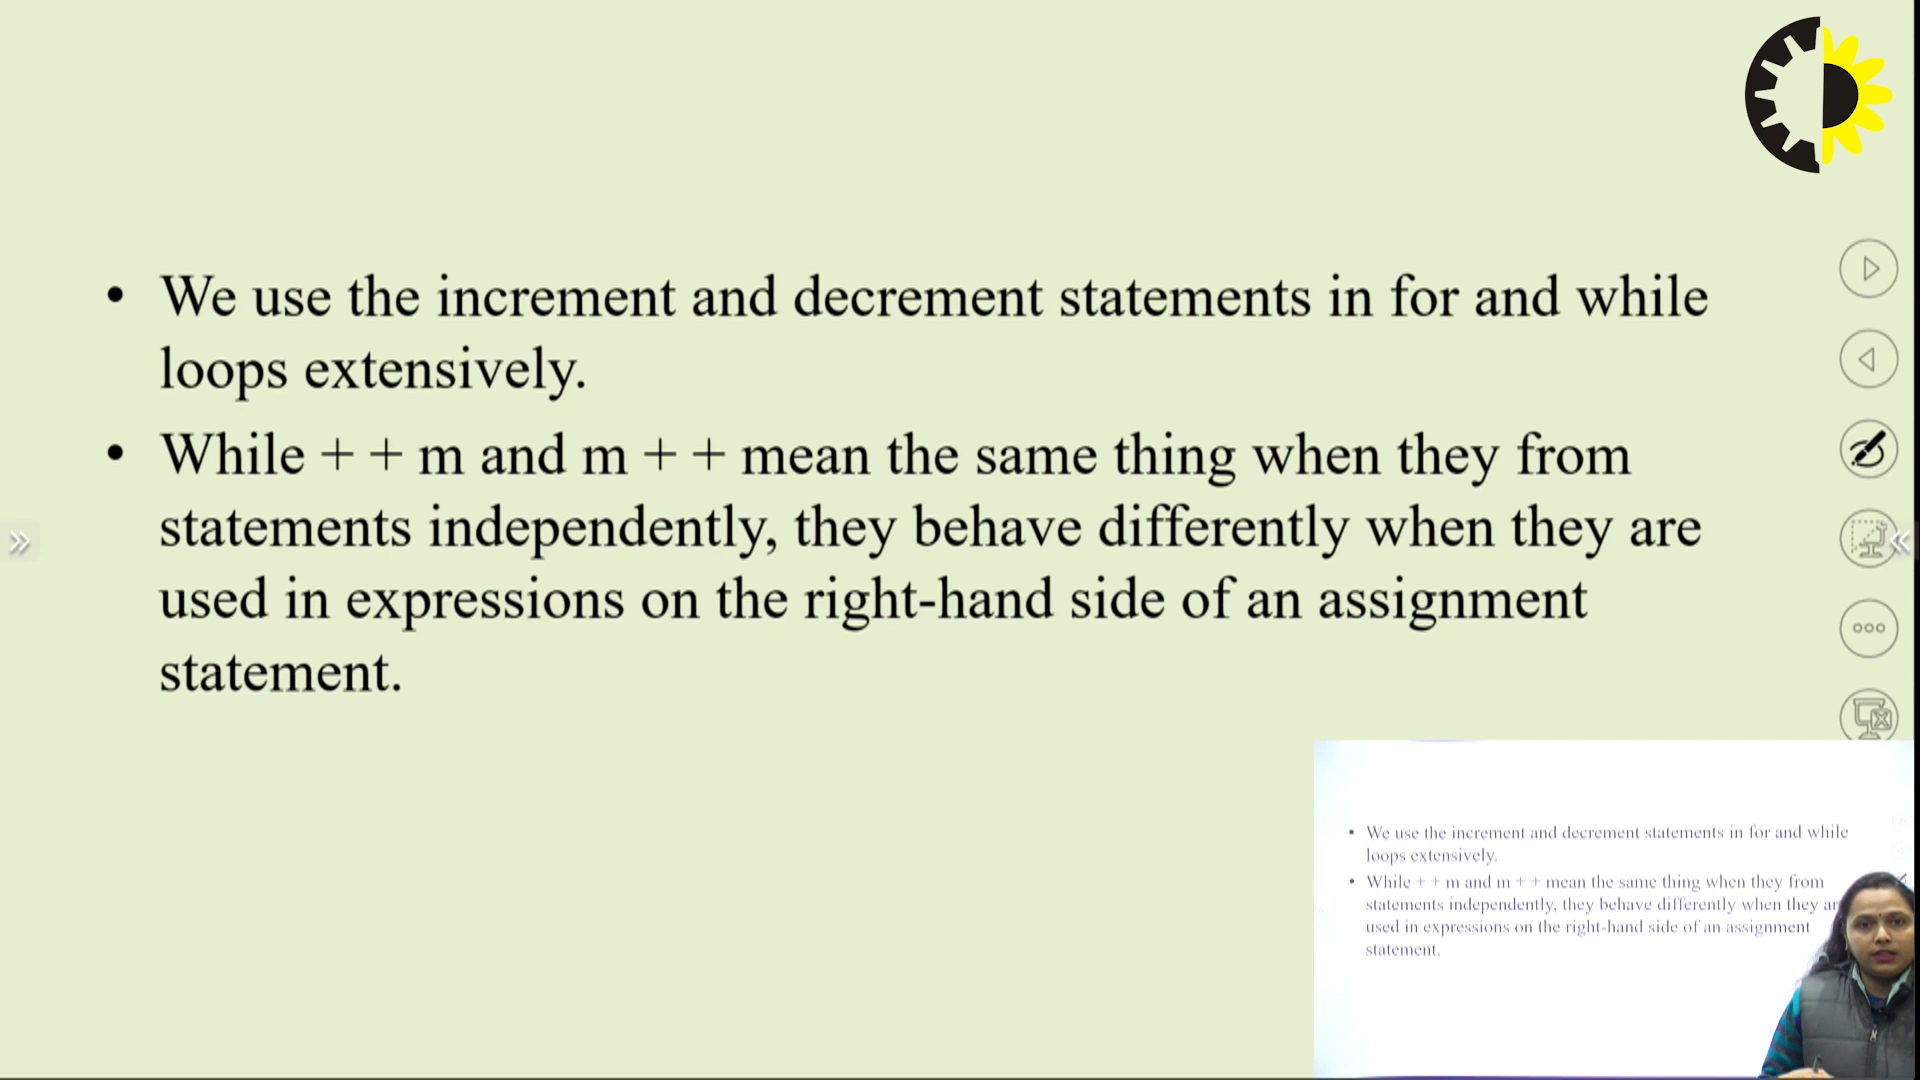 • We use the increment and decrement statements in for and while
loops extensively.
• While + + m and m + + mean the same thing when they from
statements independently, they behave differently when they are
used in expressions on the right-hand side of an assignment
statement.
• We use the increment and decrement statements in for and while
loops extensively.
• While + + m and m + + mean the same thing when they from
statements independently, they behave differently when they
used in expressions on the right-hand side of an assignment
statement.